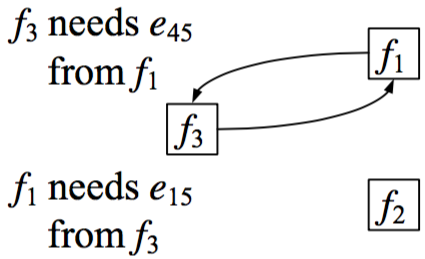 f₃ needs e₄₅
from f₁
f₁
f₃
f₁ needs e₁₅
from f₃
f₂